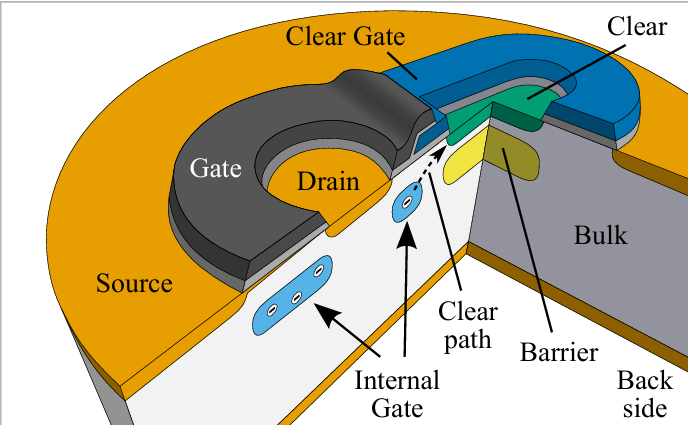 Clear Gate
Clear
Gate
Drain
Source
Bulk
Clear
path
Barrier
Internal
Gate
Back
side